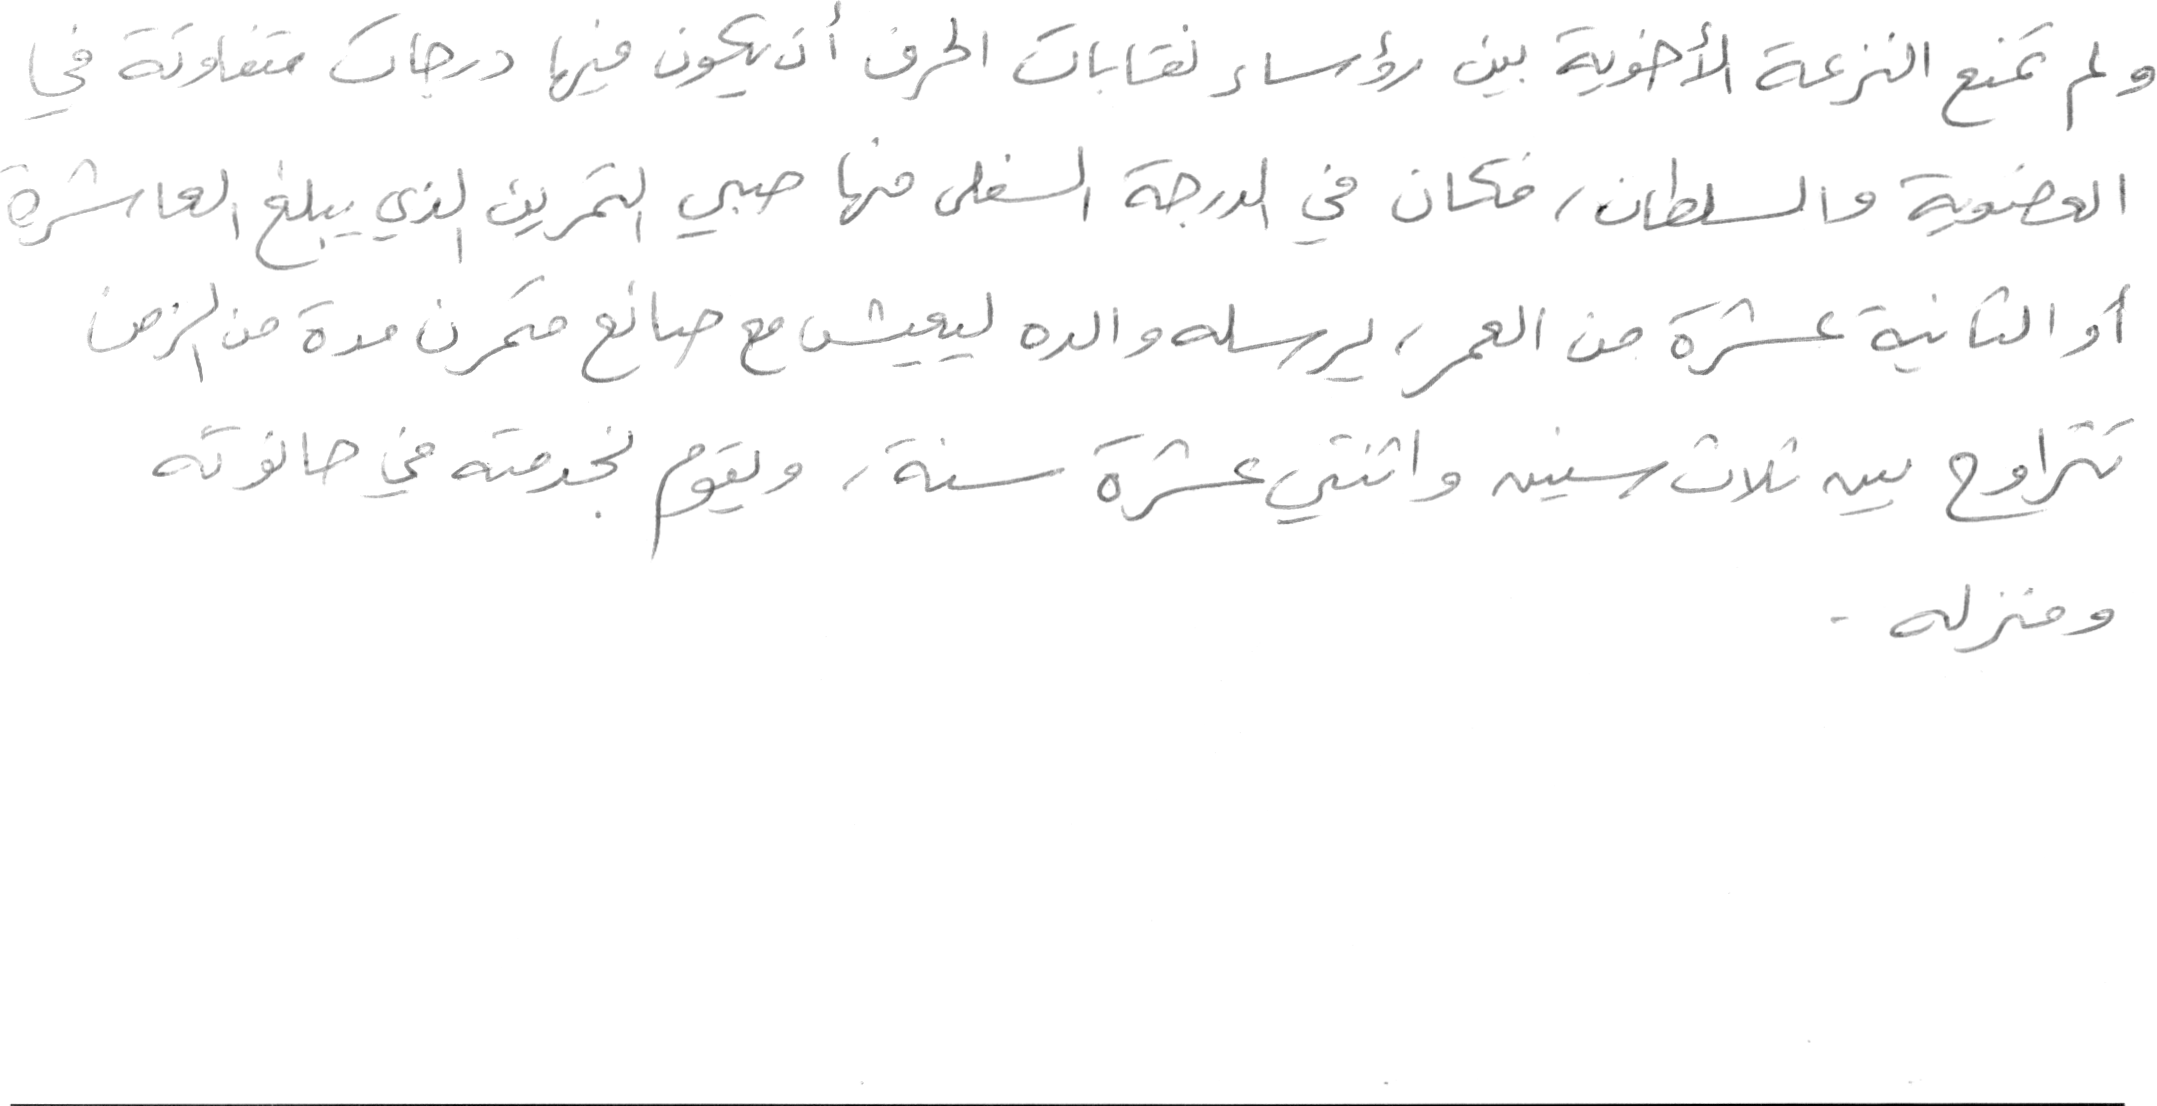 ولم تمنع النزعة الأخوية بين رؤساء نقابات الحرف أن يكون فيها درجات متفاوتة في
العضوية والسلطان، فكان في الدرجة السفلى منها صبي التمرين الذي يبلغ العاشرة
أو الثانية عشرة من العمر، يرسله والده ليعيش مع صانع متمرن مدة من الزمن
تتراوح بين ثلاث سنين واثنتي عشرة سنة، ويقوم بخدمته في حانوته
ومنزله .